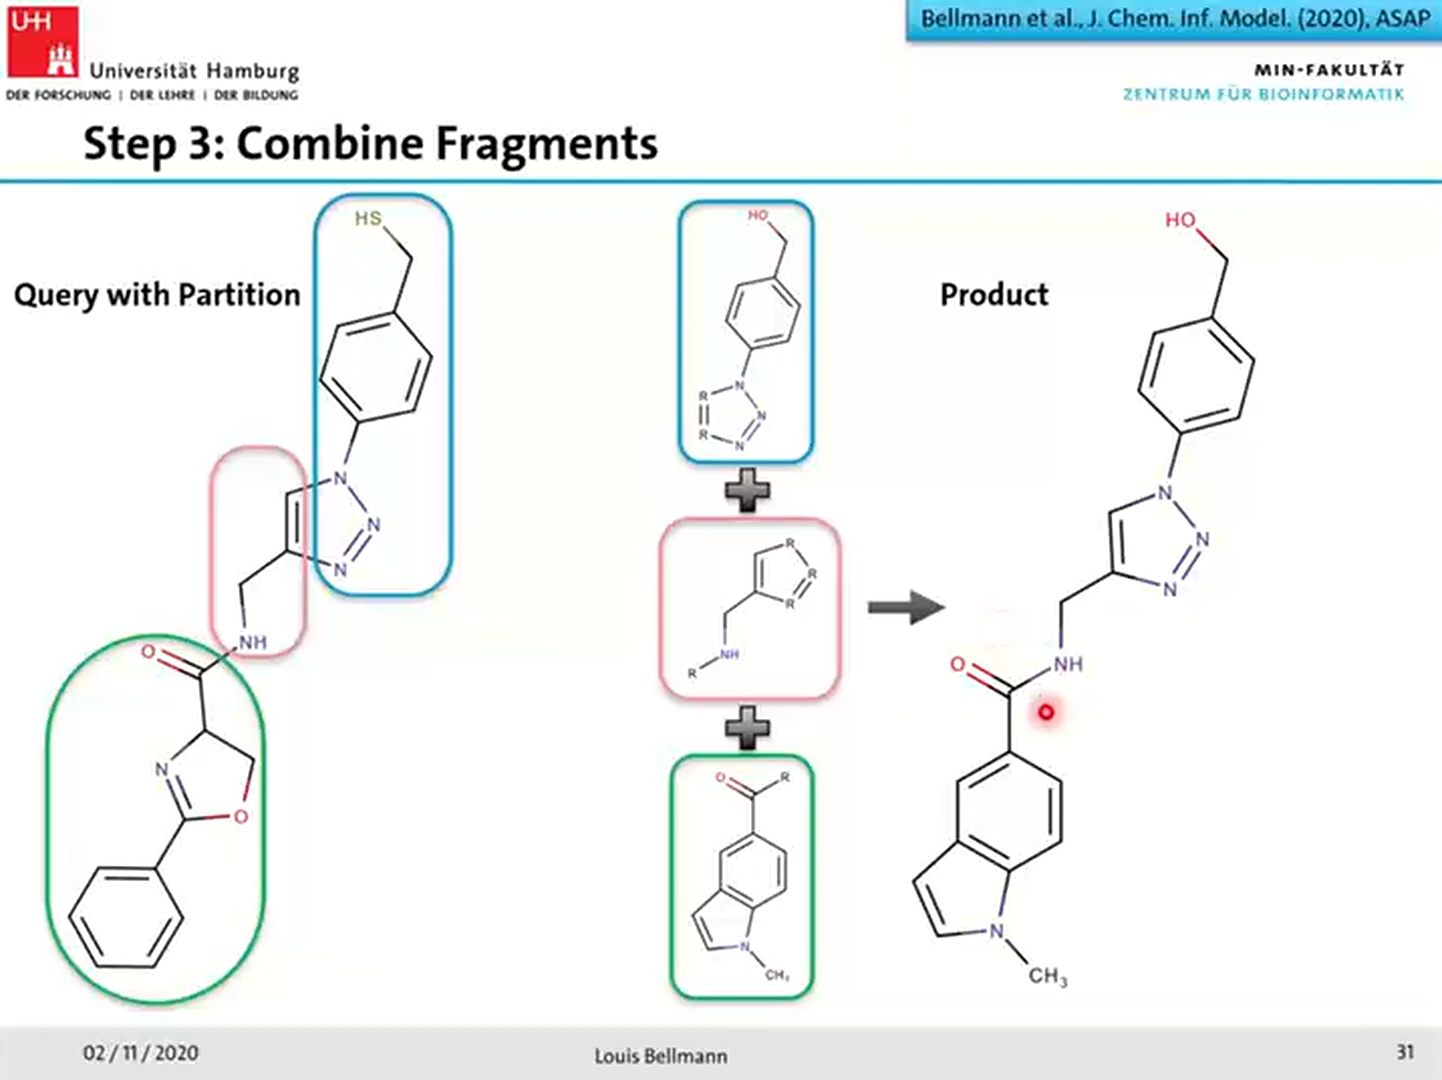 UHH
Bellmann et al., J. Chem. Inf. Model. (2020), ASAP
Universität Hamburg
DER FORSCHUNG | DER LEHRE | DER BILDUNG
MIN-FAKULTÄT
ZENTRUM FÜR BIOINFORMATIK
Step 3: Combine Fragments
Query with Partition
HS
N
N
N
NH
O
N
O
HO
N
R
N
R
N
R
R
R
NH
R
O
R
N
CH₃
Product
HO
N
N
N
NH
O
N
CH₃
02 / 11 / 2020
Louis Bellmann
31